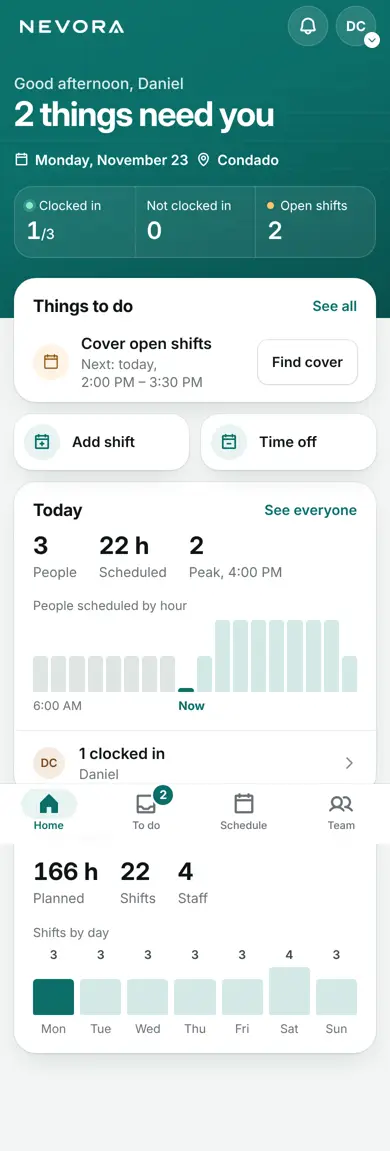 NEVORA
DC
Good afternoon, Daniel
2 things need you
Monday, November 23 Condado
Clocked in
1/3
Not clocked in
0
Open shifts
2
Things to do
See all
Cover open shifts
Next: today,
2:00 PM – 3:30 PM
Find cover
Add shift
Time off
Today
See everyone
3
People
22 h
Scheduled
2
Peak, 4:00 PM
People scheduled by hour
6:00 AM
Now
DC
1 clocked in
Daniel
Home
2
To do
Schedule
Team
166 h
Planned
22
Shifts
4
Staff
Shifts by day
3 3 3 3 3 4 3
Mon Tue Wed Thu Fri Sat Sun